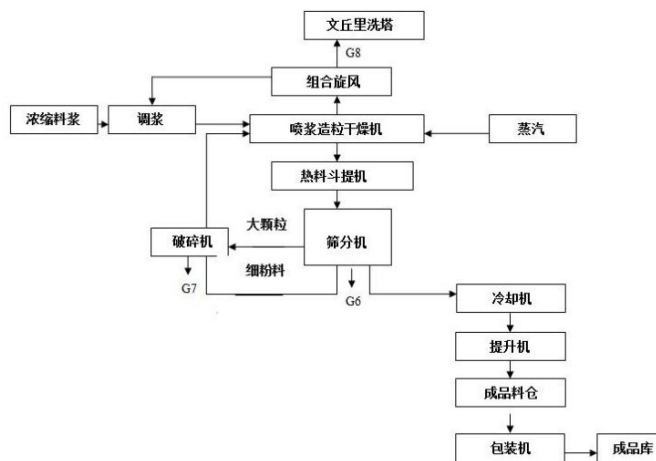 文丘里洗塔
G8
组合旋风
浓缩料浆
调浆
喷浆造粒干燥机
蒸汽
热料斗提机
大颗粒
破碎机
筛分机
细粉料
G7
G6
冷却机
提升机
成品料仓
包装机
成品库